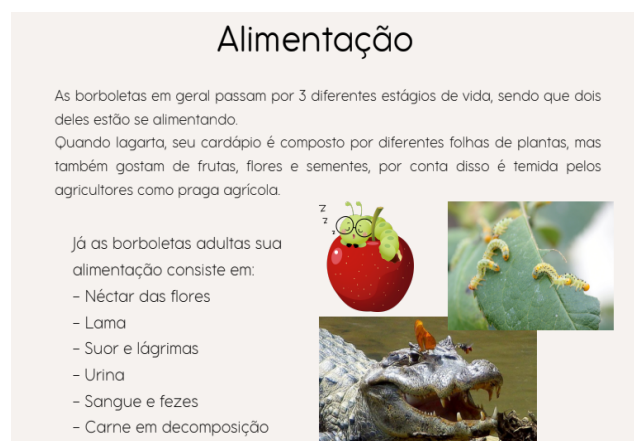 Alimentação
As borboletas em geral passam por 3 diferentes estágios de vida, sendo que dois
deles estão se alimentando.
Quando lagarta, seu cardápio é composto por diferentes folhas de plantas, mas
também gostam de frutas, flores e sementes, por conta disso é temida pelos
agricultores como praga agrícola.
z
z
z
Já as borboletas adultas sua
alimentação consiste em:
- Néctar das flores
- Lama
- Suor e lágrimas
- Urina
- Sangue e fezes
- Carne em decomposição